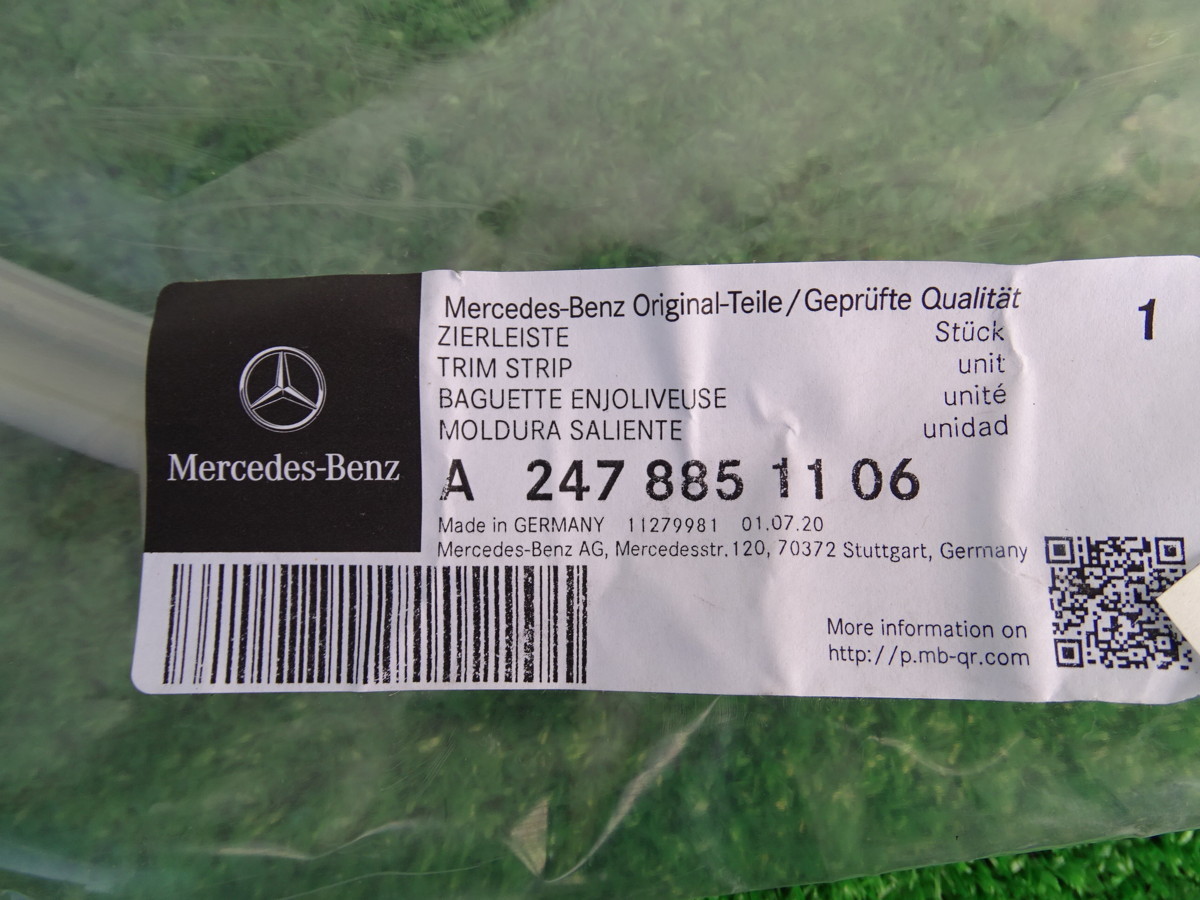 Mercedes-Benz
Mercedes-Benz Original-Teile/Geprüfte Qualität
ZIERLEISTE Stück 1
TRIM STRIP unit
BAGUETTE ENJOLIVEUSE unité
MOLDURA SALIENTE unidad
A 247 885 11 06
Made in GERMANY 11279981 01.07.20
Mercedes-Benz AG, Mercedesstr.120, 70372 Stuttgart, Germany
More information on
http://p.mb-qr.com